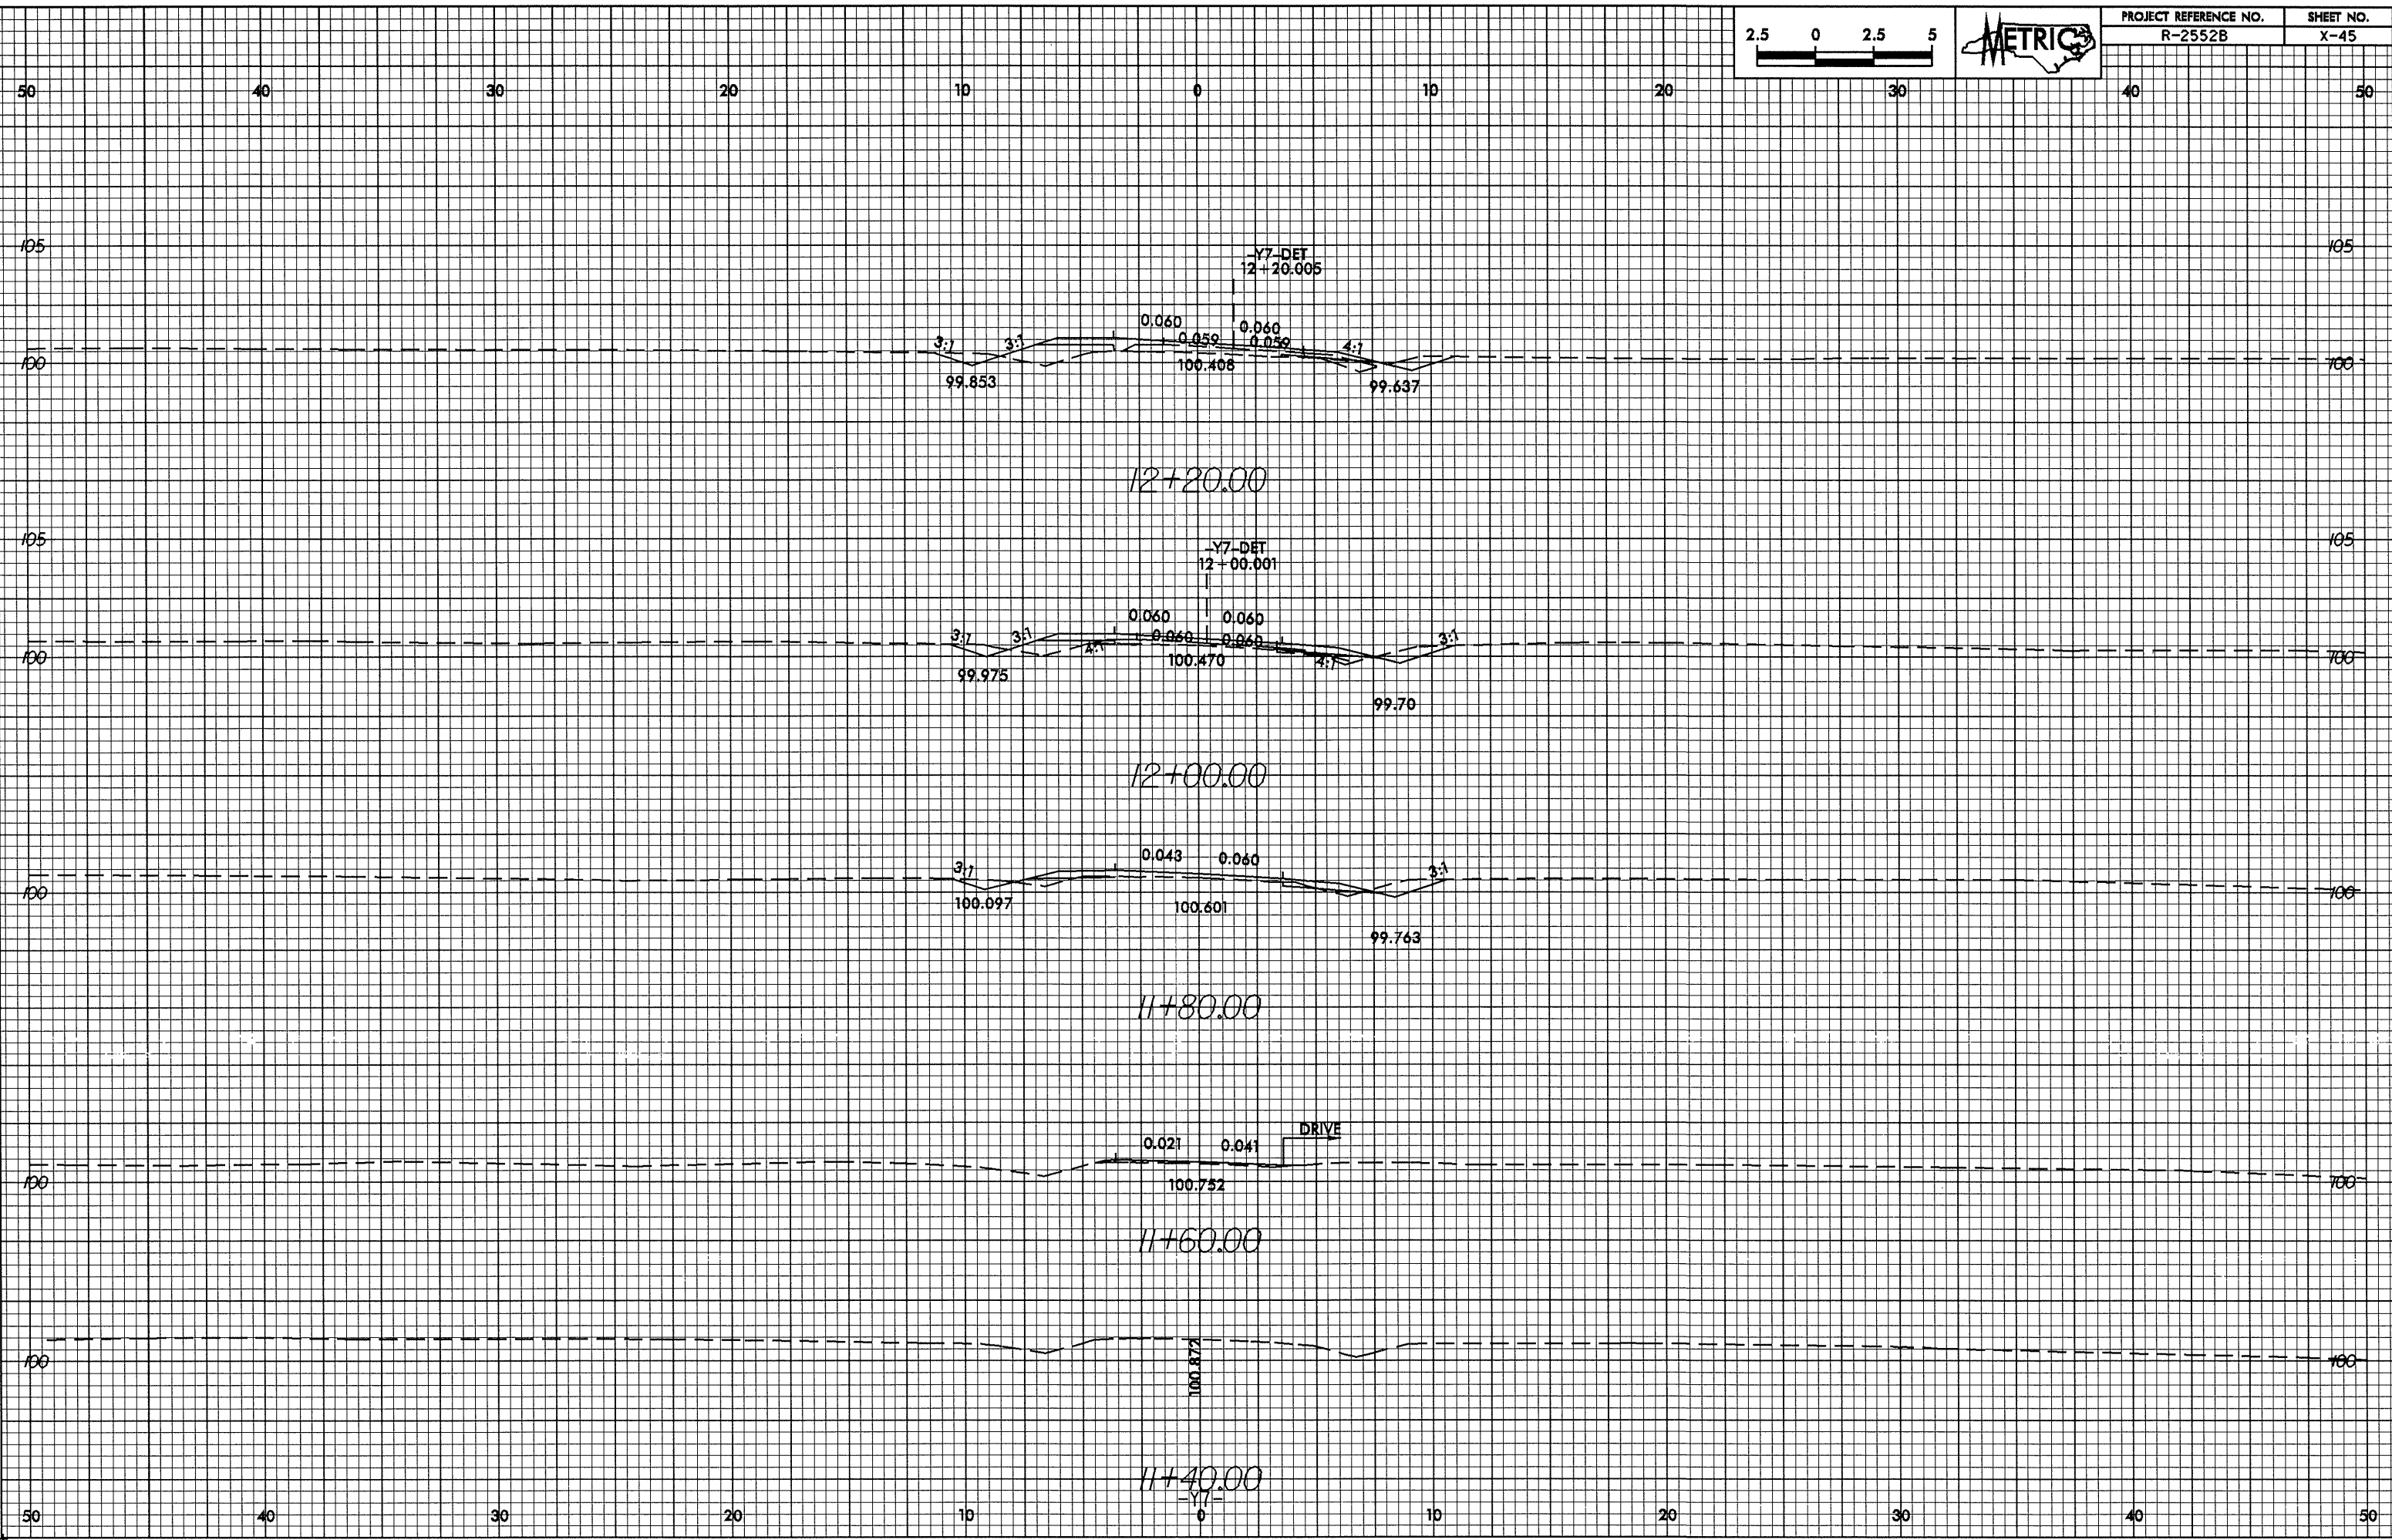 2.5 0 2.5 5
METRIC
PROJECT REFERENCE NO. SHEET NO.
R-2552B X-45
50 40 30 20 10 0 10 20 30 40 50
105 105
-Y7-DET
12+20.005
0.060 0.060
3:1 3:1 0.059 0.059 4:1
100 100.408 100
99.853 99.637
12+20.00
105 105
-Y7-DET
12+00.001
0.060 0.060
3:1 3:1 4:1 0.060 0.060 4:1 3:1
100 100.470 100
99.975 99.70
12+00.00
0.043 0.060
3:1 3:1
100 100
100.097 100.601
99.763
11+80.00
DRIVE
0.021 0.041
100 100.752 100
11+60.00
100 100.872 100
11+40.00
-Y7-
50 40 30 20 10 0 10 20 30 40 50